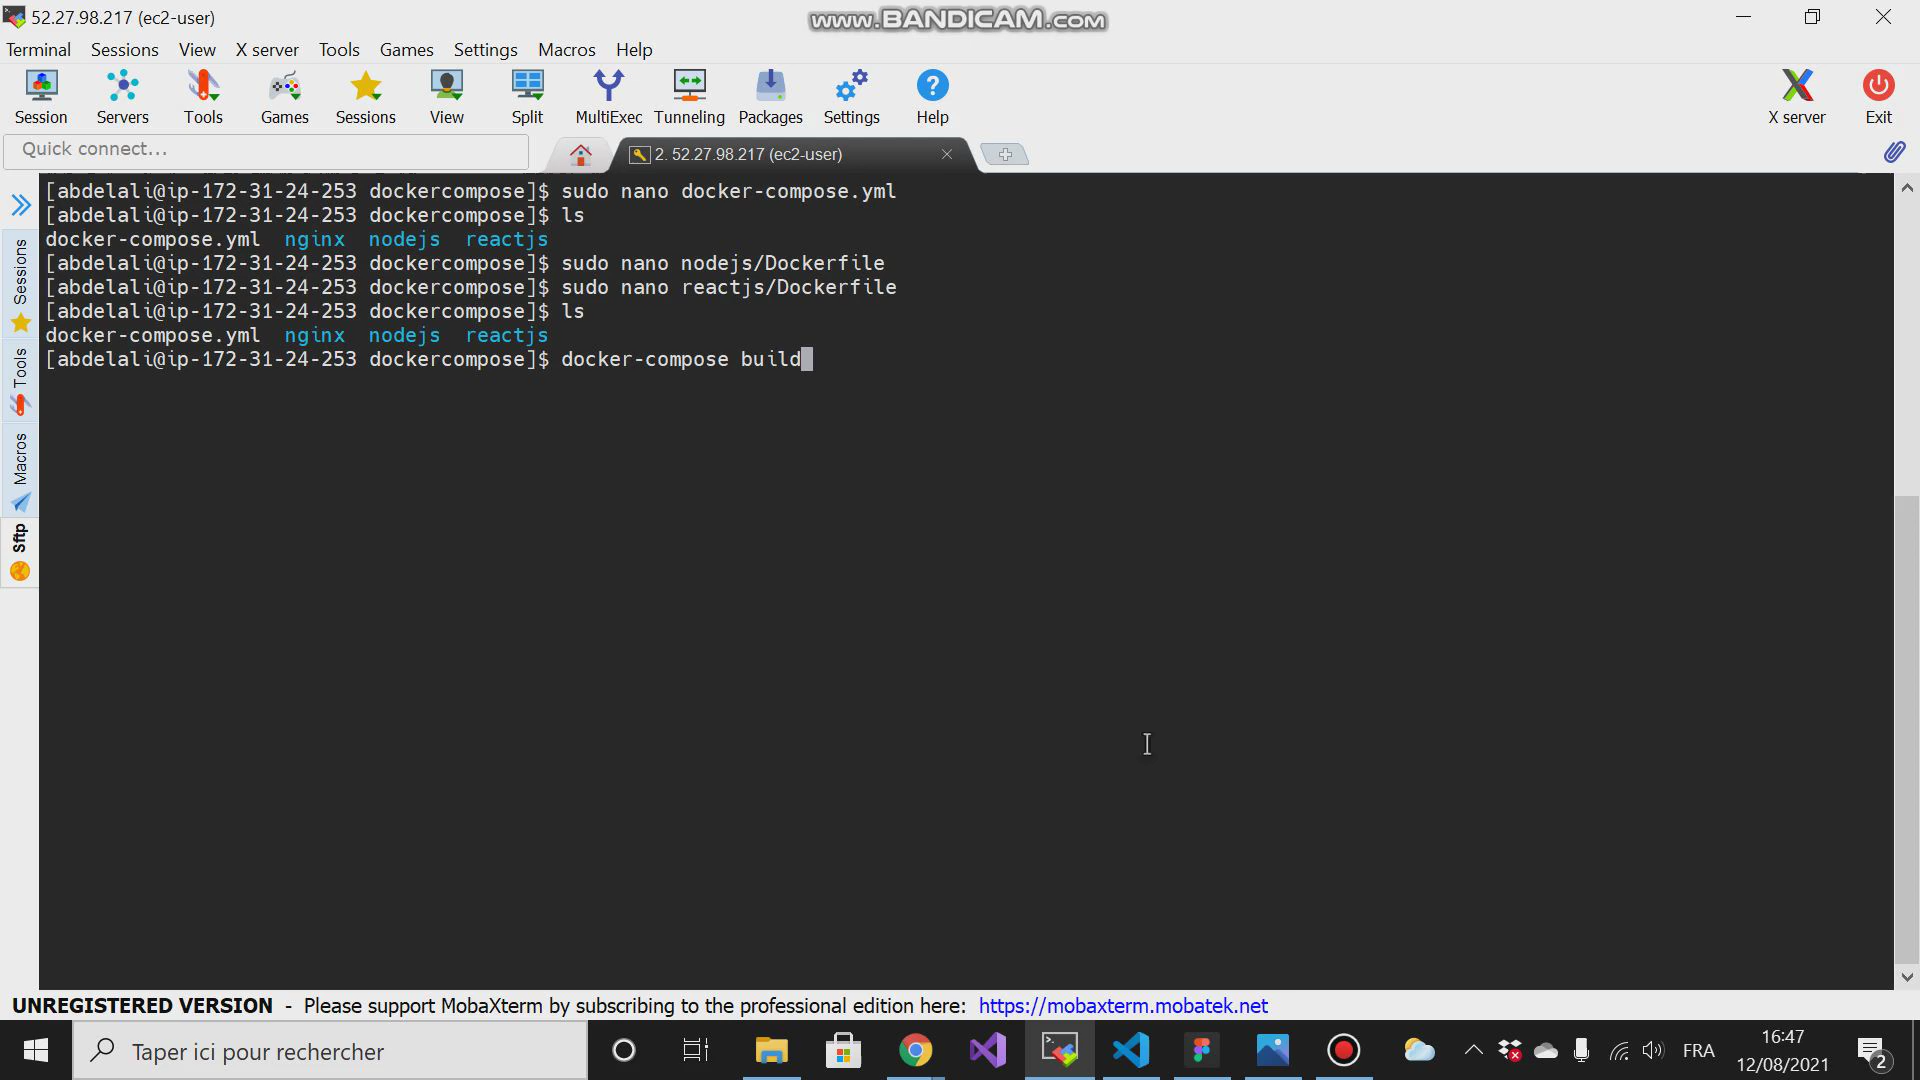 52.27.98.217 (ec2-user)
www.BANDICAM.com
Terminal Sessions View X server Tools Games Settings Macros Help
Session Servers Tools Games Sessions View Split MultiExec Tunneling Packages Settings Help X server Exit
Quick connect...
2. 52.27.98.217 (ec2-user)
[abdelali@ip-172-31-24-253 dockercompose]$ sudo nano docker-compose.yml
[abdelali@ip-172-31-24-253 dockercompose]$ ls
docker-compose.yml nginx nodejs reactjs
[abdelali@ip-172-31-24-253 dockercompose]$ sudo nano nodejs/Dockerfile
[abdelali@ip-172-31-24-253 dockercompose]$ sudo nano reactjs/Dockerfile
[abdelali@ip-172-31-24-253 dockercompose]$ ls
docker-compose.yml nginx nodejs reactjs
[abdelali@ip-172-31-24-253 dockercompose]$ docker-compose build
Sessions
Tools
Macros
Sftp
UNREGISTERED VERSION - Please support MobaXterm by subscribing to the professional edition here: https://mobaxterm.mobatek.net
Taper ici pour rechercher
FRA
16:47
12/08/2021
2